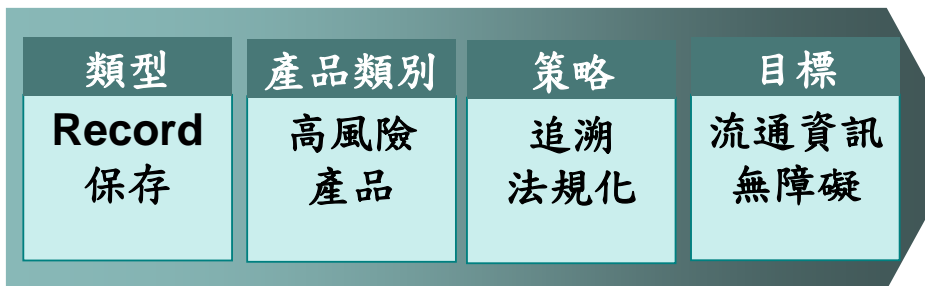 類型
Record
保存
產品類別
高風險
產品
策略
追溯
法規化
目標
流通資訊
無障礙